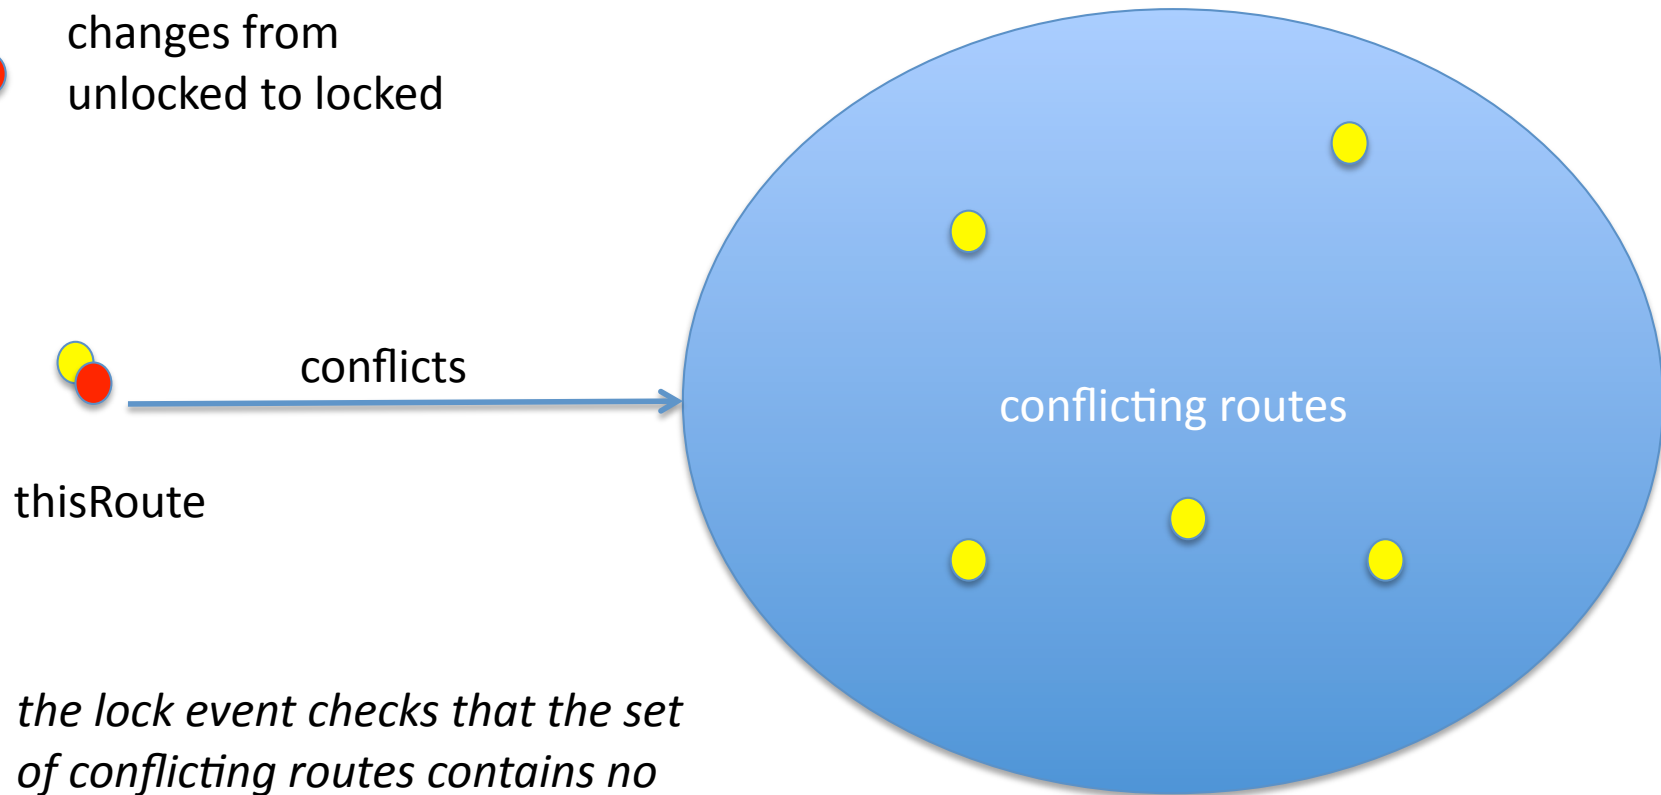 changes from
unlocked to locked
conflicts
conflicting routes
thisRoute
the lock event checks that the set
of conflicting routes contains no